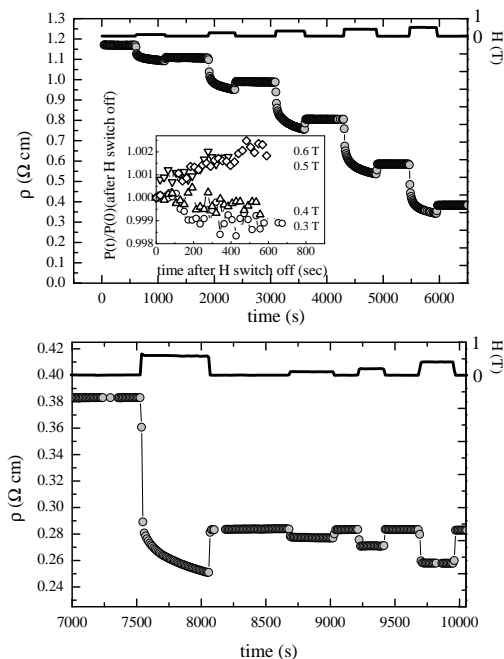 1.3
1.2
1.1
1.0
0.9
0.8
0.7
0.6
0.5
0.4
0.3
0.2
0.1
0.0
ρ (Ω cm)
1
0
H (T)
0 1000 2000 3000 4000 5000 6000
time (s)
1.002
1.000
0.999
0.998
P(t)/P(0)(after H switch off)
0.6 T
0.5 T
0.4 T
0.3 T
0 200 400 600 800
time after H switch off (sec)
0.42
0.40
0.38
0.36
0.34
0.32
0.30
0.28
0.26
0.24
ρ (Ω cm)
1
0
H (T)
7000 7500 8000 8500 9000 9500 10000
time (s)